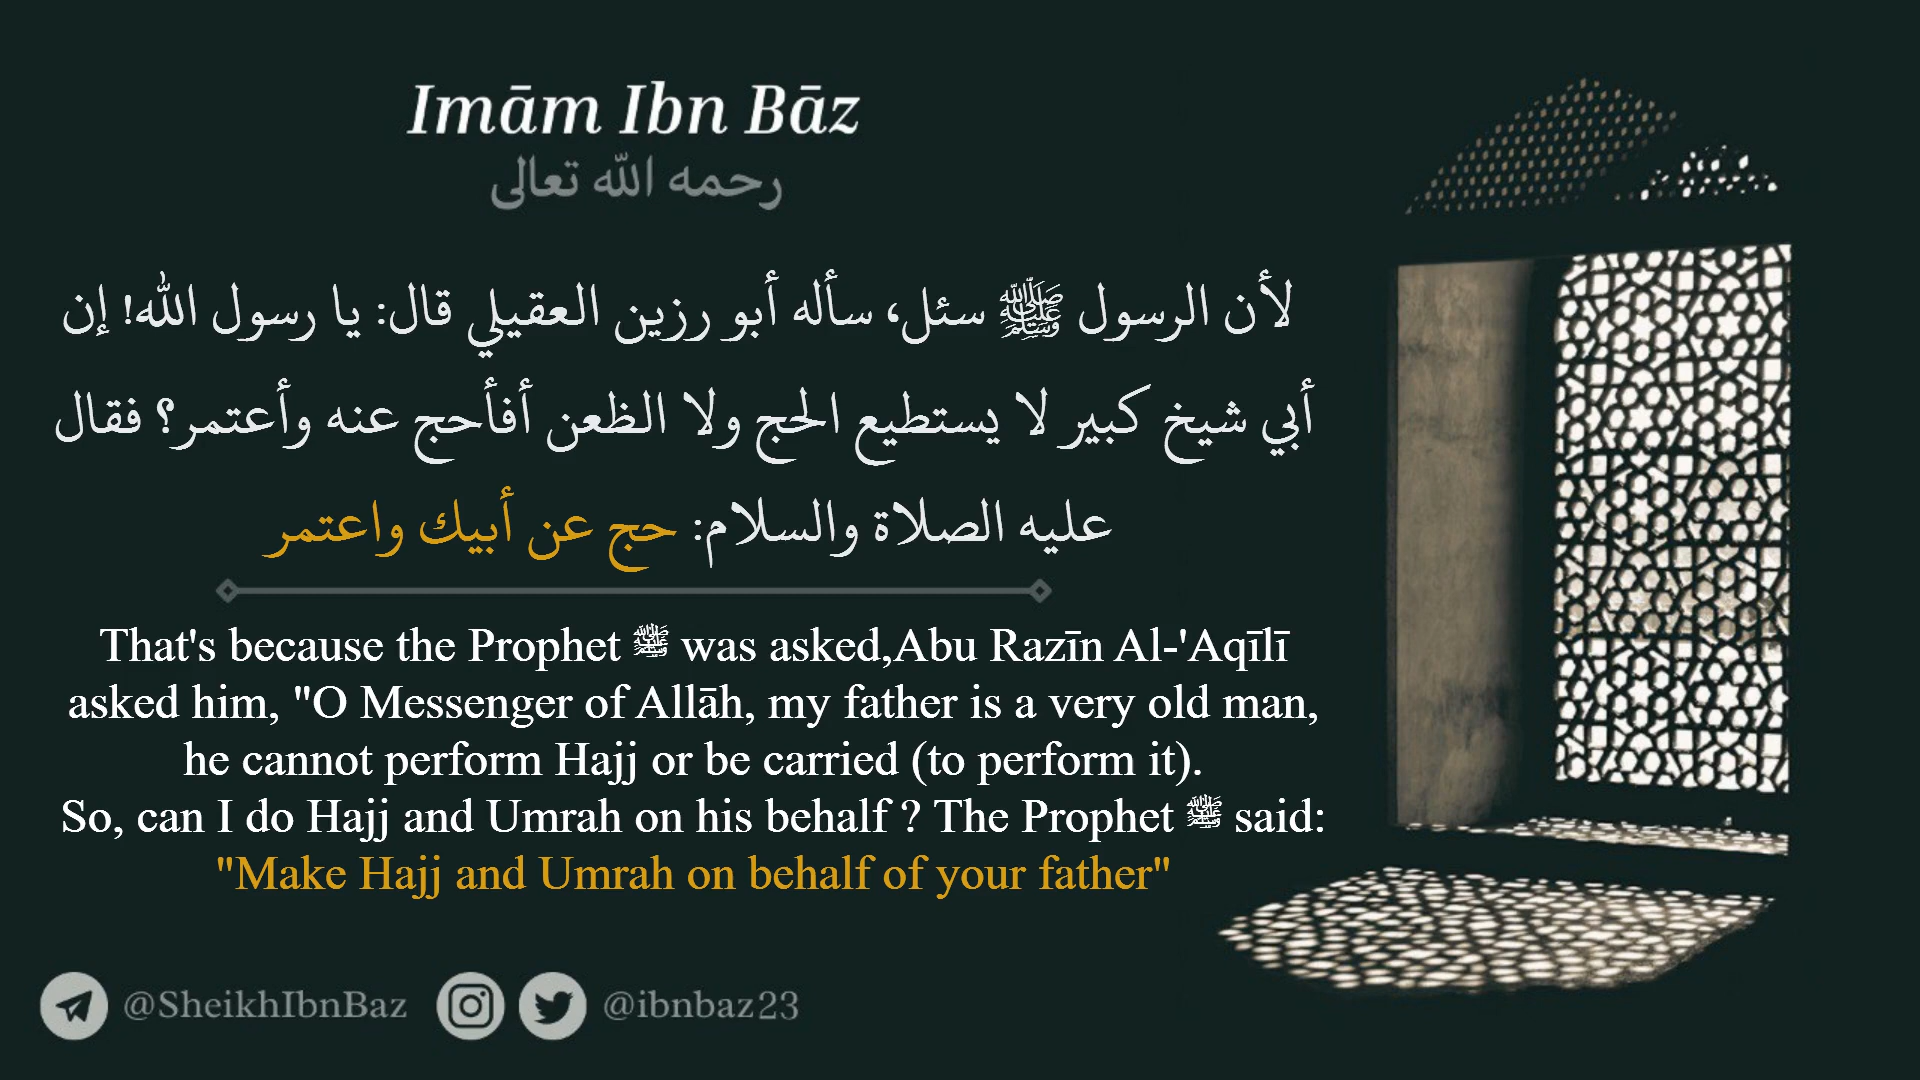 Imām Ibn Bāz
رحمه الله تعالى
لأن الرسول ﷺ سئل، سأله أبو رزين العقيلي قال: يا رسول الله! إن
أبي شيخ كبير لا يستطيع الحج ولا الظعن أفأحج عنه وأعتمر؟ فقال
عليه الصلاة والسلام: حج عن أبيك واعتمر
That's because the Prophet ﷺ was asked,Abu Razīn Al-'Aqīlī
asked him, "O Messenger of Allāh, my father is a very old man,
he cannot perform Hajj or be carried (to perform it).
So, can I do Hajj and Umrah on his behalf ? The Prophet ﷺ said:
"Make Hajj and Umrah on behalf of your father"
@SheikhIbnBaz @ibnbaz23